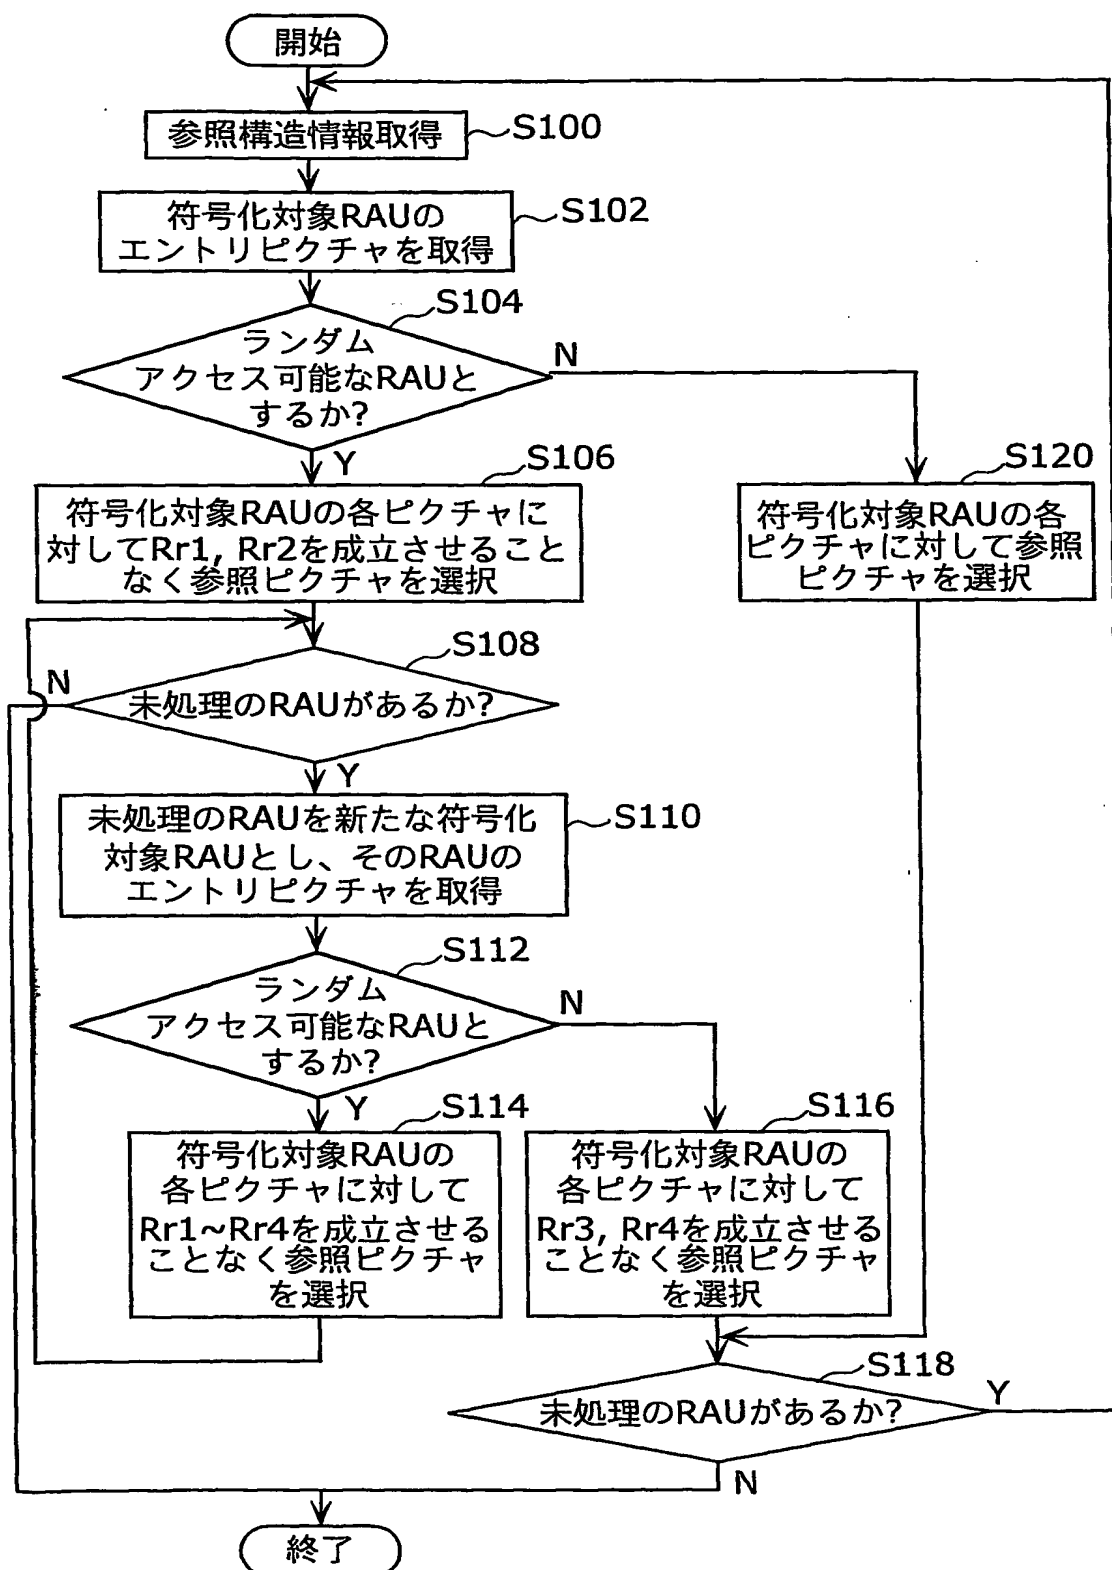 開始
参照構造情報取得
S100
符号化対象RAUの
エントリピクチャを取得
S102
S104
ランダム
アクセス可能なRAUと
するか?
N
Y
S106
符号化対象RAUの各ピクチャに
対してRr1, Rr2を成立させること
なく参照ピクチャを選択
S120
符号化対象RAUの各
ピクチャに対して参照
ピクチャを選択
S108
N
未処理のRAUがあるか?
Y
未処理のRAUを新たな符号化
対象RAUとし、そのRAUの
エントリピクチャを取得
S110
S112
ランダム
アクセス可能なRAUと
するか?
N
Y
S114
符号化対象RAUの
各ピクチャに対して
Rr1~Rr4を成立させる
ことなく参照ピクチャ
を選択
S116
符号化対象RAUの
各ピクチャに対して
Rr3, Rr4を成立させる
ことなく参照ピクチャ
を選択
S118
未処理のRAUがあるか?
Y
N
終了